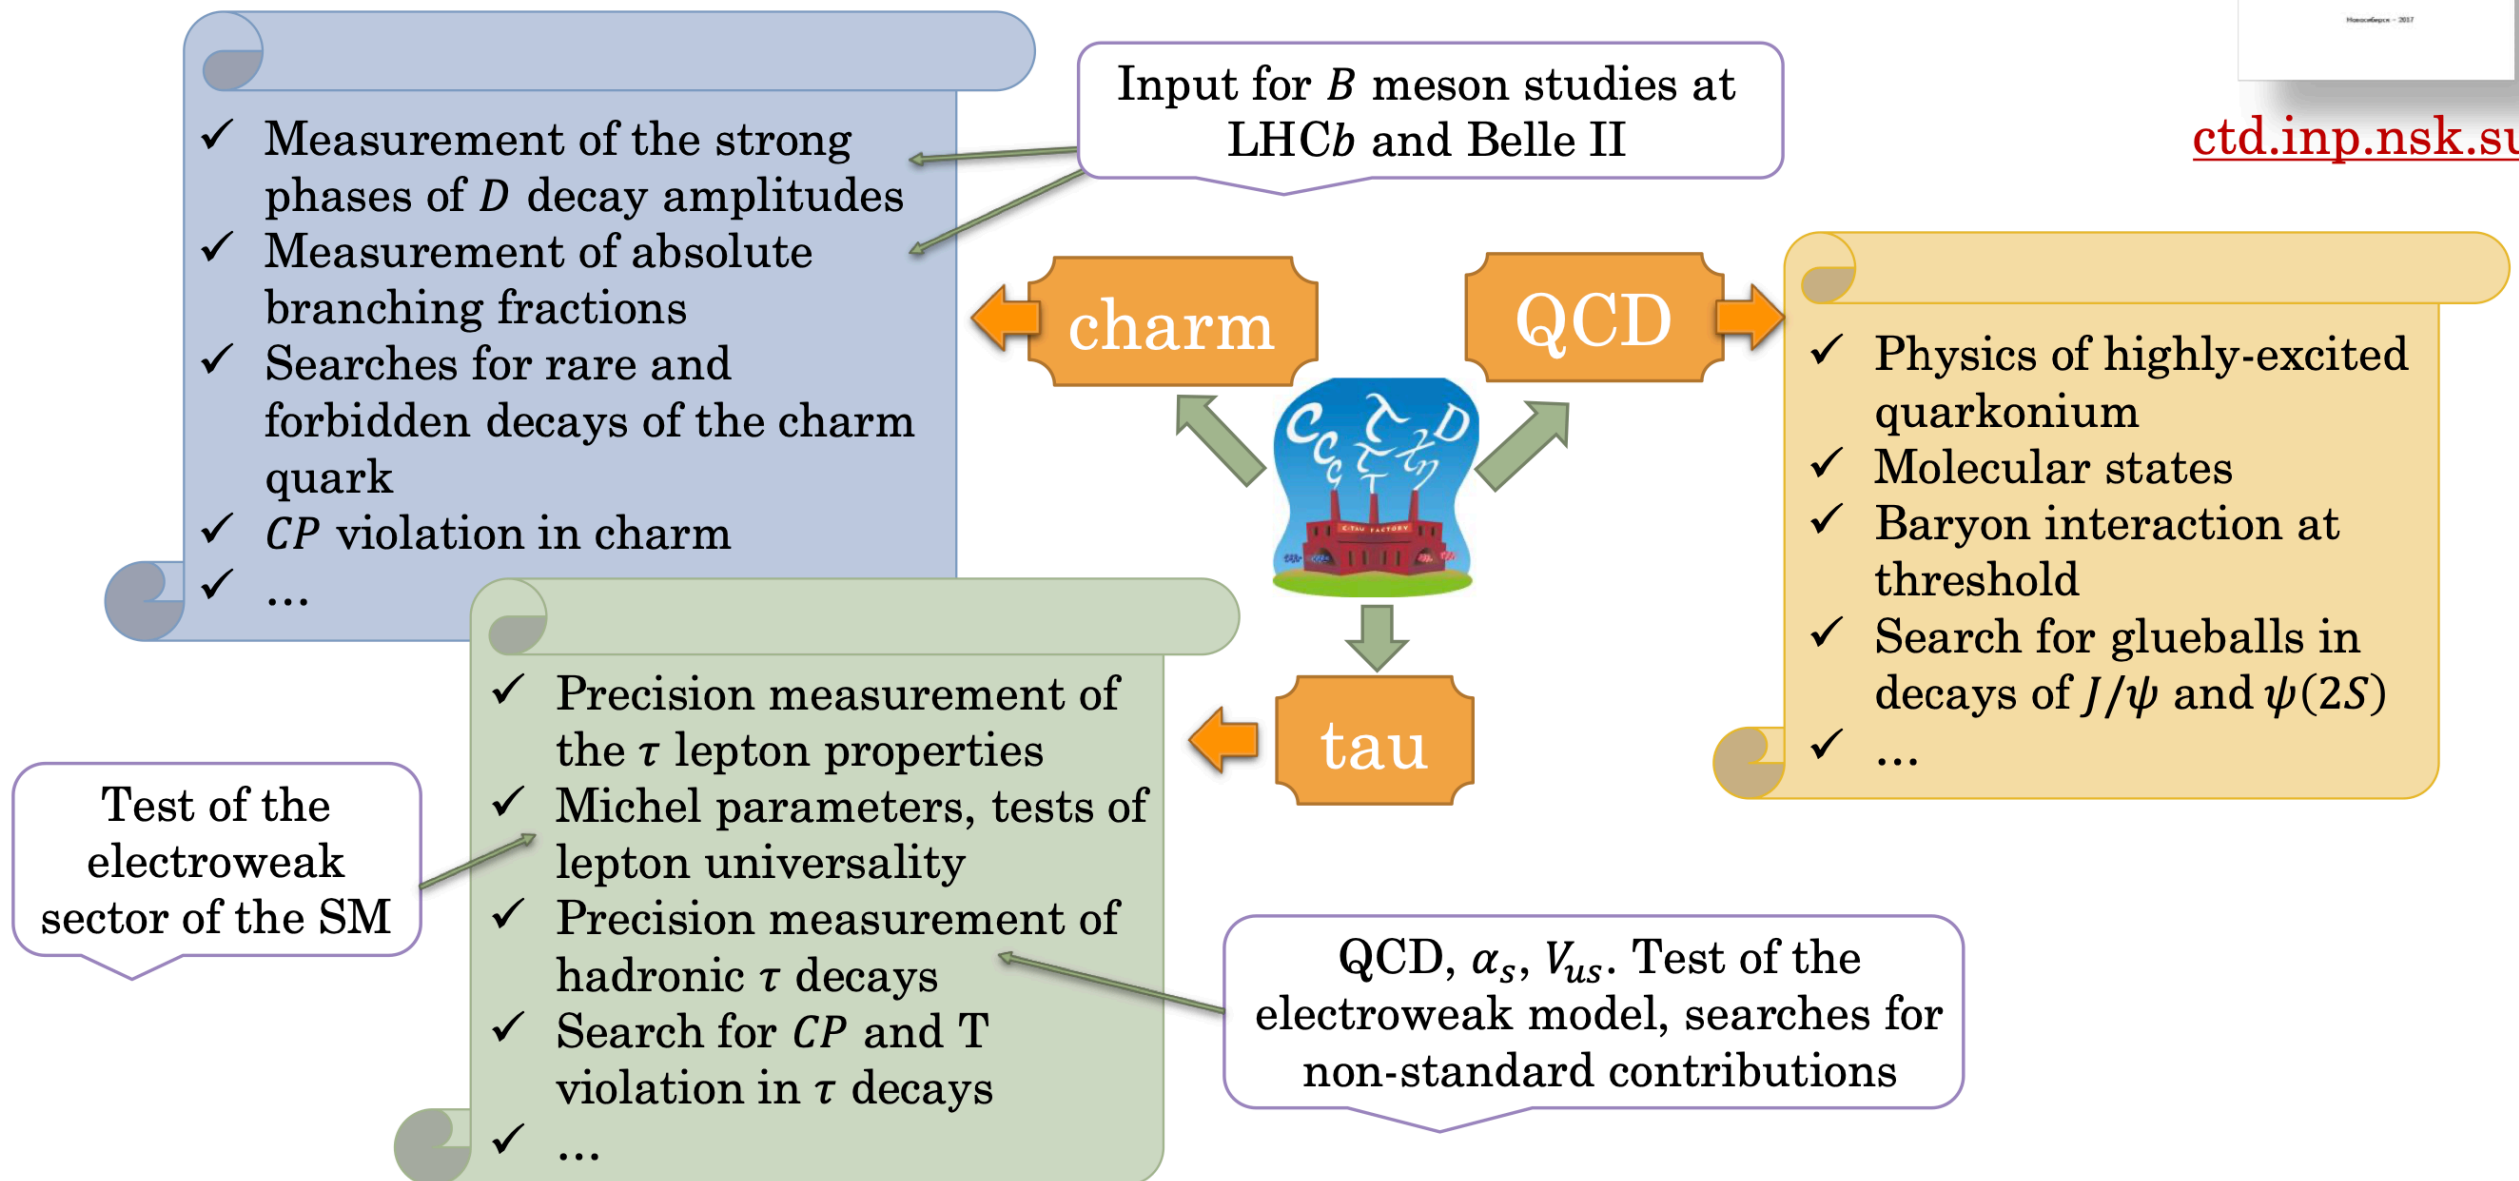 Новосибирск – 2017
ctd.inp.nsk.su
Input for B meson studies at
LHCb and Belle II
✓ Measurement of the strong
phases of D decay amplitudes
✓ Measurement of absolute
branching fractions
✓ Searches for rare and
forbidden decays of the charm
quark
✓ CP violation in charm
✓ ...
charm
QCD
✓ Physics of highly-excited
quarkonium
✓ Molecular states
✓ Baryon interaction at
threshold
✓ Search for glueballs in
decays of J/ψ and ψ(2S)
✓ ...
C-TAU FACTORY
tau
✓ Precision measurement of
the τ lepton properties
✓ Michel parameters, tests of
lepton universality
✓ Precision measurement of
hadronic τ decays
✓ Search for CP and T
violation in τ decays
✓ ...
Test of the
electroweak
sector of the SM
QCD, αₛ, Vᵤₛ. Test of the
electroweak model, searches for
non-standard contributions